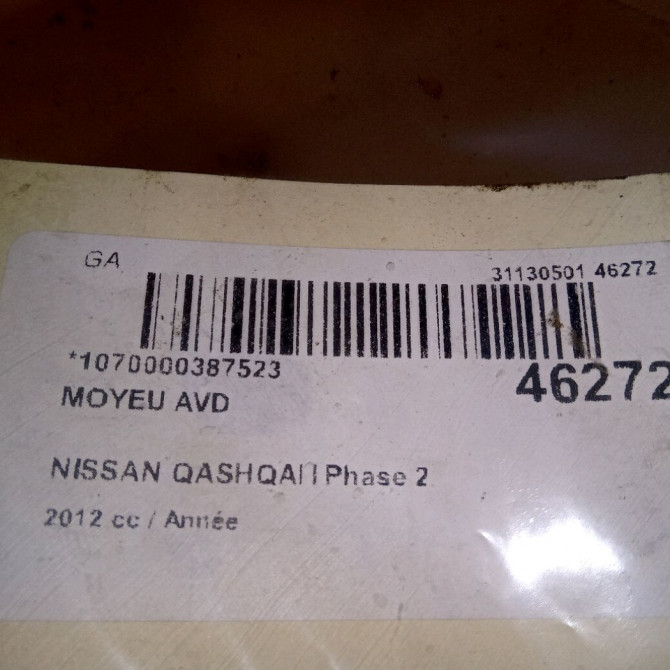 GA
31130501 46272
*1070000387523
46272
MOYEU AVD
NISSAN QASHQAI I Phase 2
2012 cc / Année